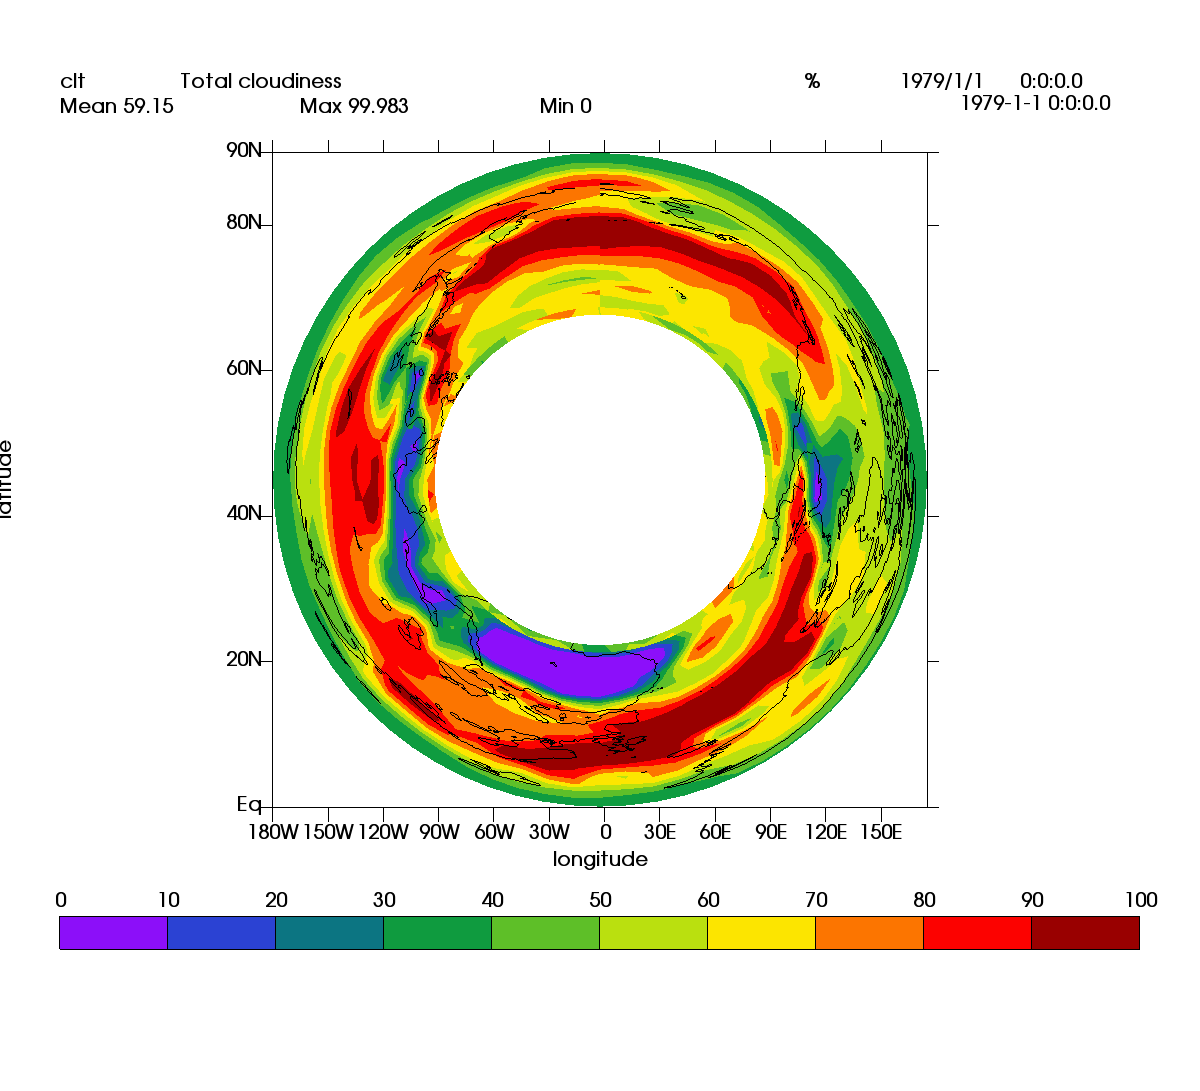 clt Total cloudiness % 1979/1/1 0:0:0.0
Mean 59.15 Max 99.983 Min 0 1979-1-1 0:0:0.0
90N
80N
60N
latitude
40N
20N
Eq
180W 150W 120W 90W 60W 30W 0 30E 60E 90E 120E 150E
longitude
0 10 20 30 40 50 60 70 80 90 100